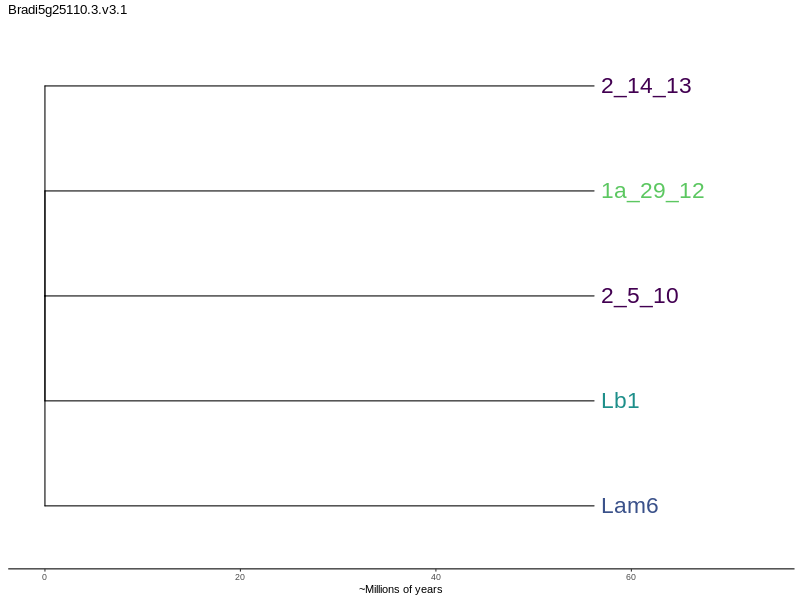 Bradi5g25110.3.v3.1
2_14_13
1a_29_12
2_5_10
Lb1
Lam6
0 20 40 60
~Millions of years